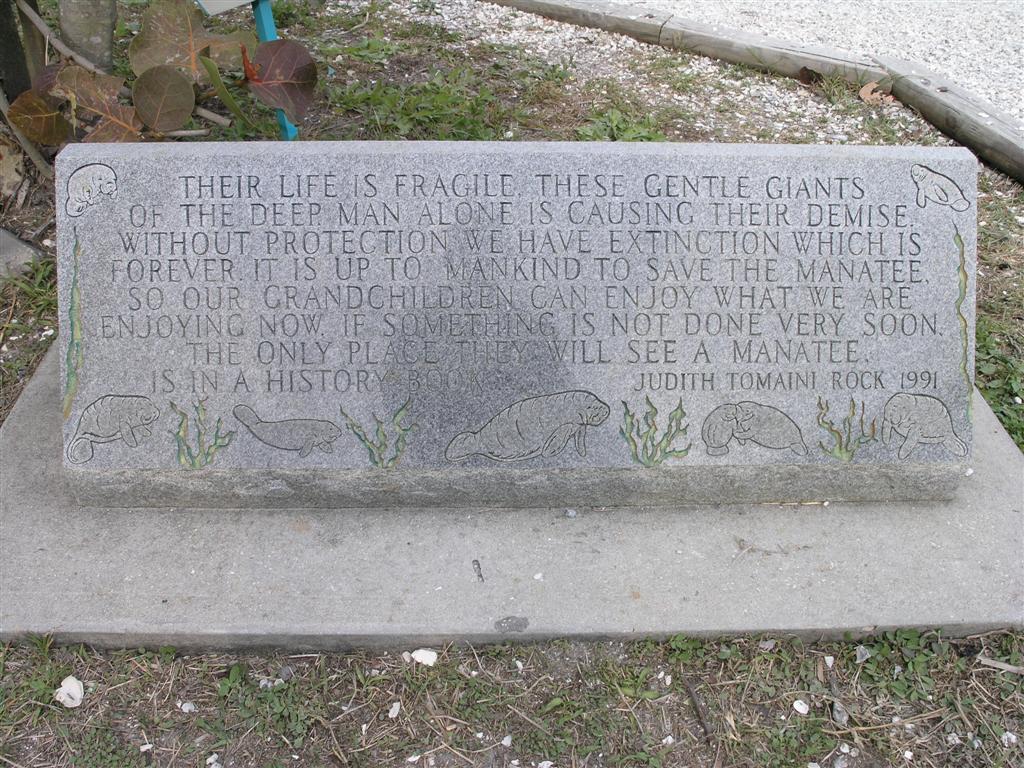 THEIR LIFE IS FRAGILE. THESE GENTLE GIANTS
OF THE DEEP MAN ALONE IS CAUSING THEIR DEMISE.
WITHOUT PROTECTION WE HAVE EXTINCTION WHICH IS
FOREVER. IT IS UP TO MANKIND TO SAVE THE MANATEE.
SO OUR GRANDCHILDREN CAN ENJOY WHAT WE ARE
ENJOYING NOW. IF SOMETHING IS NOT DONE VERY SOON.
THE ONLY PLACE THEY WILL SEE A MANATEE.
IS IN A HISTORY BOOK JUDITH TOMAINI ROCK 1991